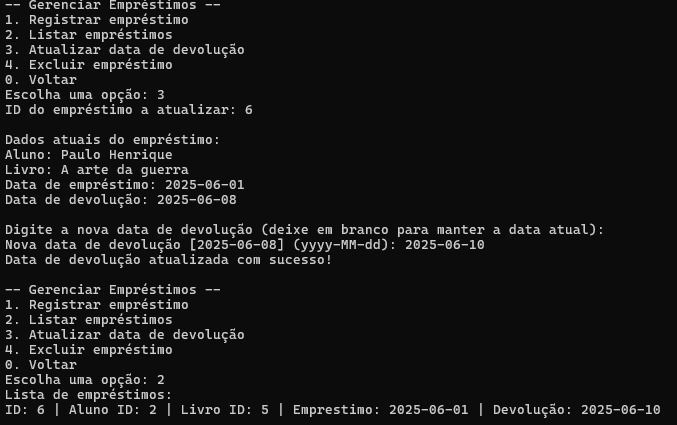 -- Gerenciar Empréstimos --
1. Registrar empréstimo
2. Listar empréstimos
3. Atualizar data de devolução
4. Excluir empréstimo
0. Voltar
Escolha uma opção: 3
ID do empréstimo a atualizar: 6
Dados atuais do empréstimo:
Aluno: Paulo Henrique
Livro: A arte da guerra
Data de empréstimo: 2025-06-01
Data de devolução: 2025-06-08
Digite a nova data de devolução (deixe em branco para manter a data atual):
Nova data de devolução [2025-06-08] (yyyy-MM-dd): 2025-06-10
Data de devolução atualizada com sucesso!
-- Gerenciar Empréstimos --
1. Registrar empréstimo
2. Listar empréstimos
3. Atualizar data de devolução
4. Excluir empréstimo
0. Voltar
Escolha uma opção: 2
Lista de empréstimos:
ID: 6 | Aluno ID: 2 | Livro ID: 5 | Emprestimo: 2025-06-01 | Devolução: 2025-06-10